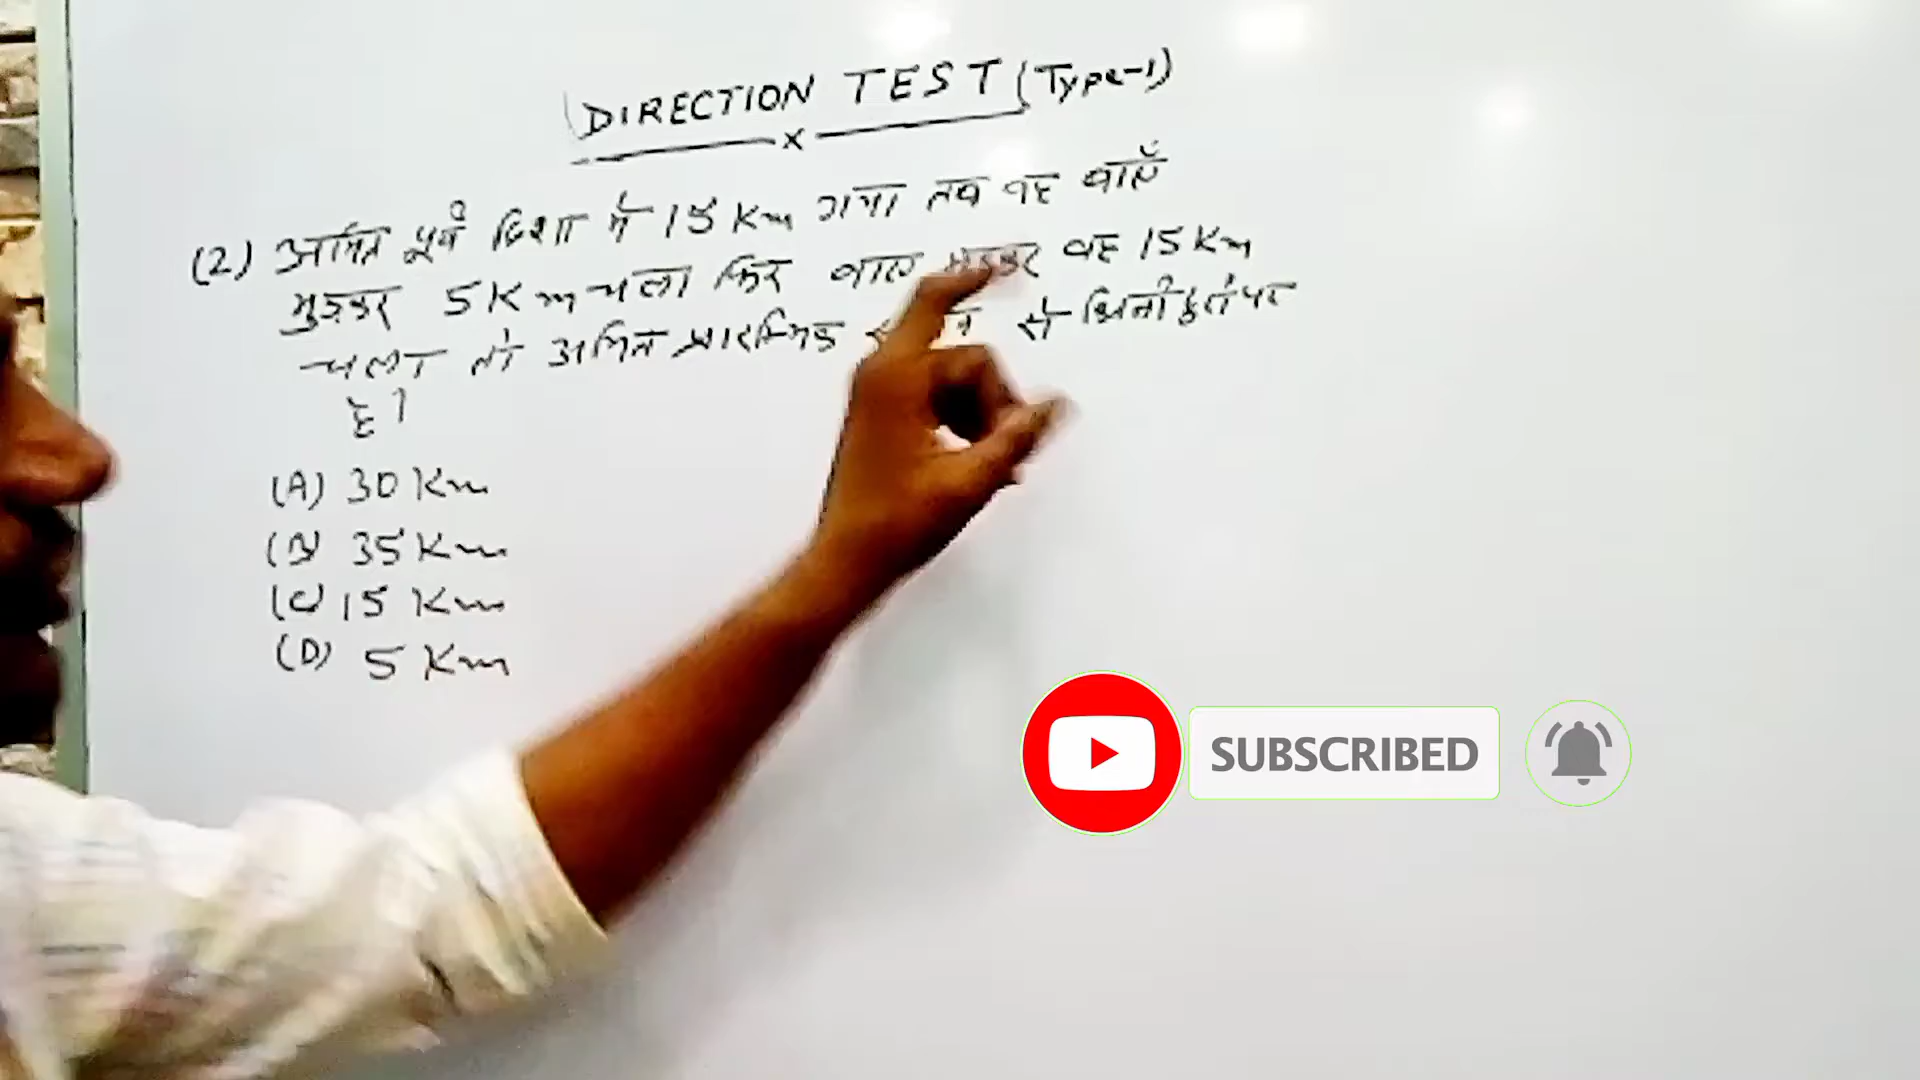 DIRECTION TEST (Type-1)
(2) अमित पूर्व दिशा में 15 Km गया तब वह बाएँ
मुड़कर 5 Km चला फिर बाएँ मुड़कर वह 15 Km
चला तो अमित प्रारम्भिक से कितनी दूरी पर
है?
(A) 30 Km
(B) 35 Km
(C) 15 Km
(D) 5 Km
SUBSCRIBED